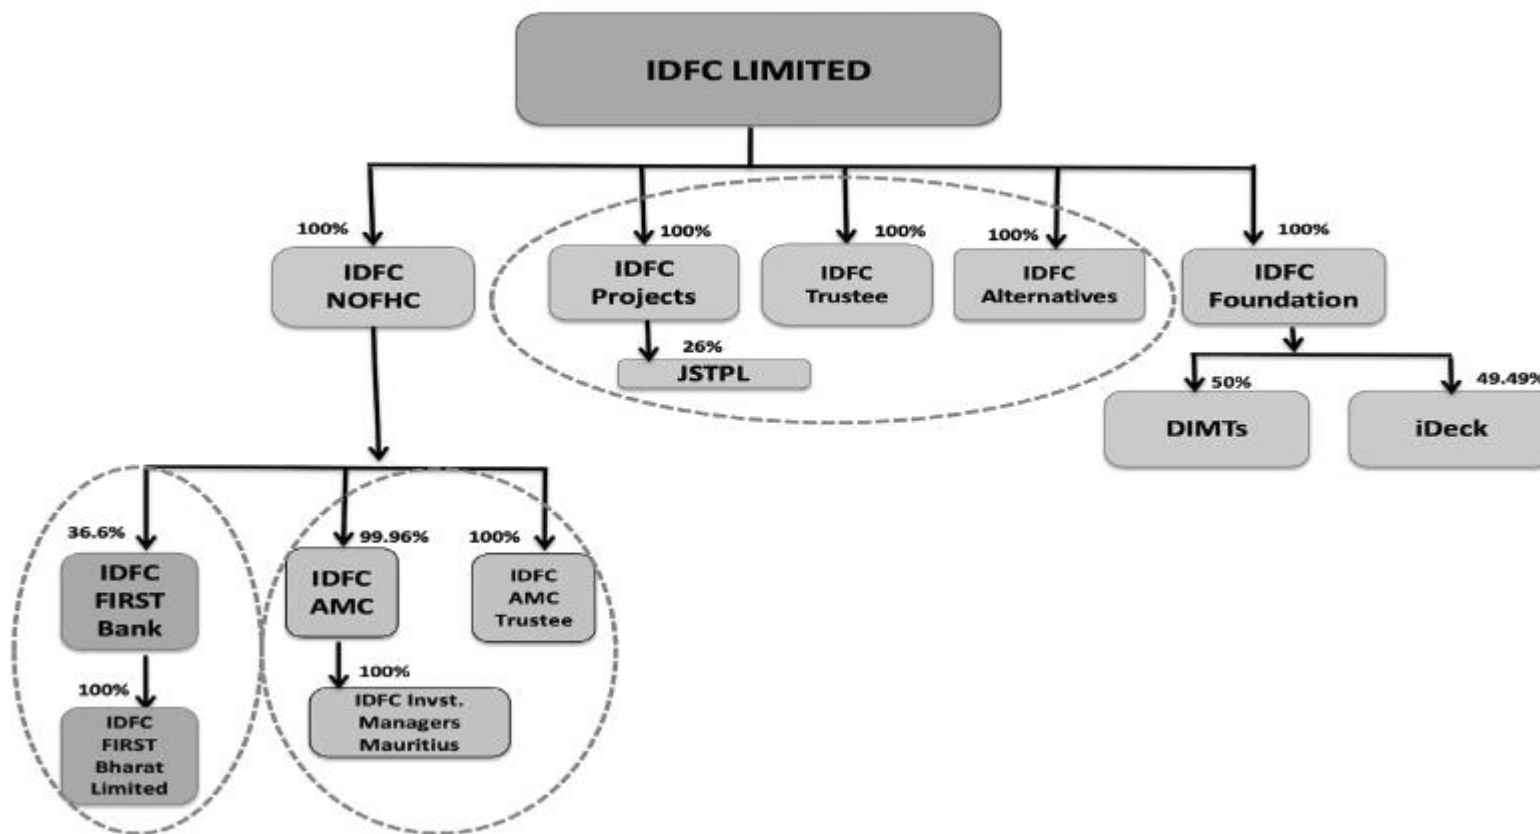 IDFC LIMITED
100%
100%
100%
100%
100%
IDFC
NOFHC
IDFC
Projects
IDFC
Trustee
IDFC
Alternatives
IDFC
Foundation
26%
JSTPL
50%
49.49%
DIMTs
iDeck
36.6%
99.96%
100%
IDFC
FIRST
Bank
IDFC
AMC
IDFC
AMC
Trustee
100%
100%
IDFC
FIRST
Bharat
Limited
IDFC Invst.
Managers
Mauritius